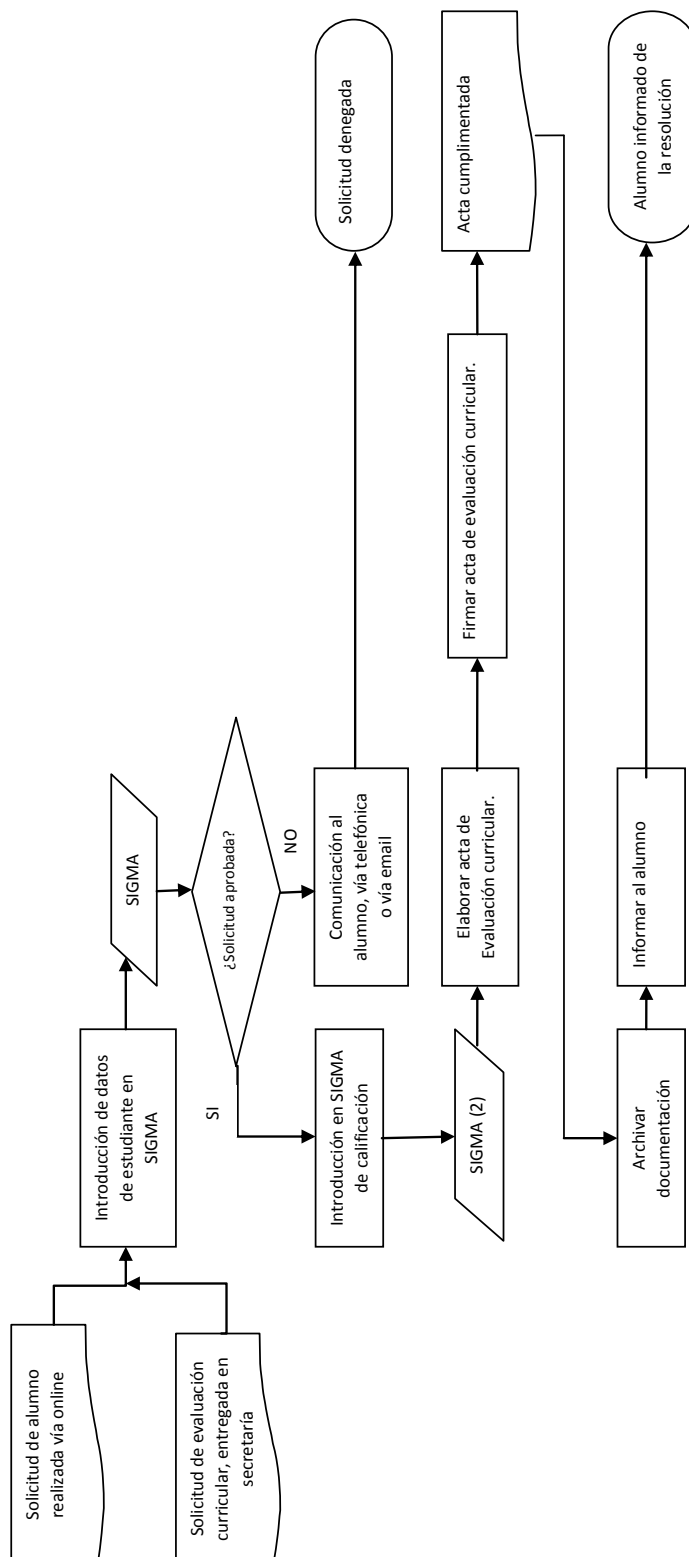 Solicitud de alumno
realizada vía online
Solicitud de evaluación
curricular, entregada en
secretaría
Introducción de datos
de estudiante en
SIGMA
SIGMA
¿Solicitud aprobada?
SI
NO
Introducción en SIGMA
de calificación
Comunicación al
alumno, vía telefónica
o vía email
Solicitud denegada
SIGMA (2)
Elaborar acta de
Evaluación curricular.
Firmar acta de evaluación curricular.
Acta cumplimentada
Archivar
documentación
Informar al alumno
Alumno informado de
la resolución